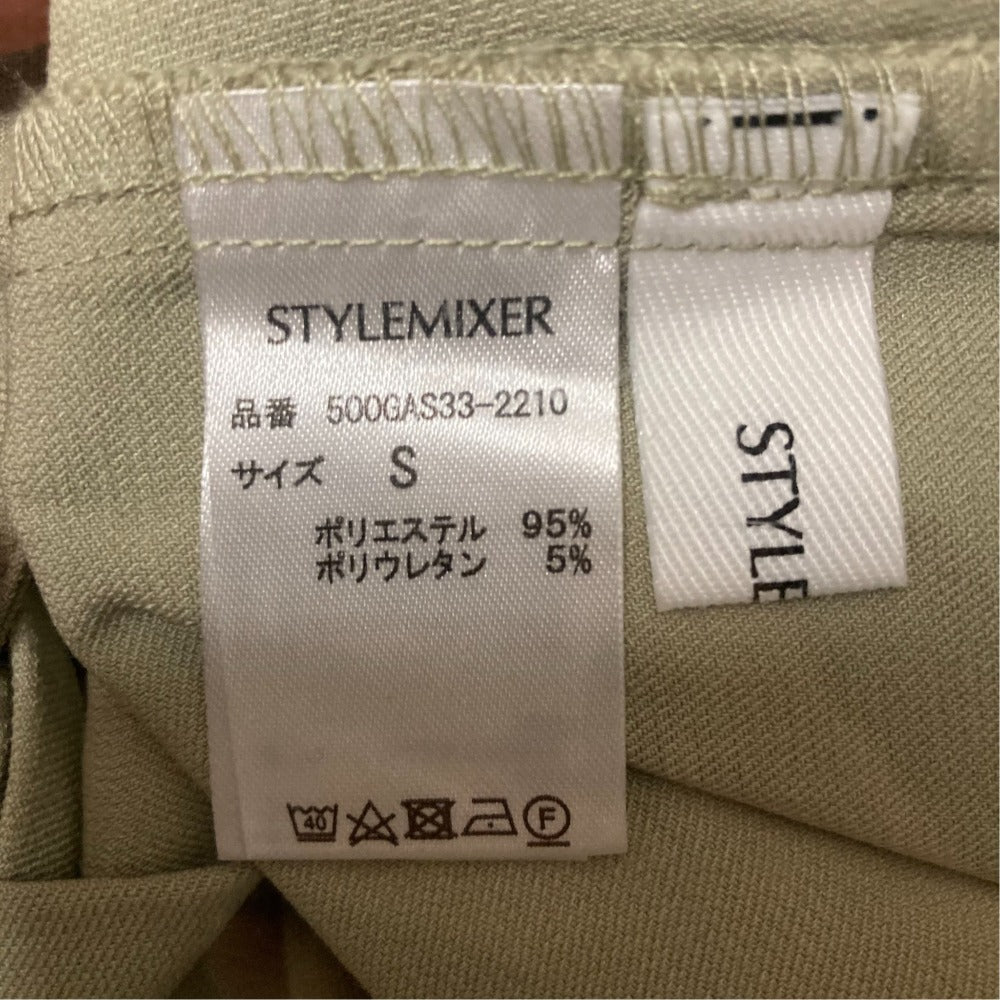 STYLEMIXER
品番 500GAS33-2210
サイズ S
ポリエステル 95%
ポリウレタン 5%
40
F
STYLE